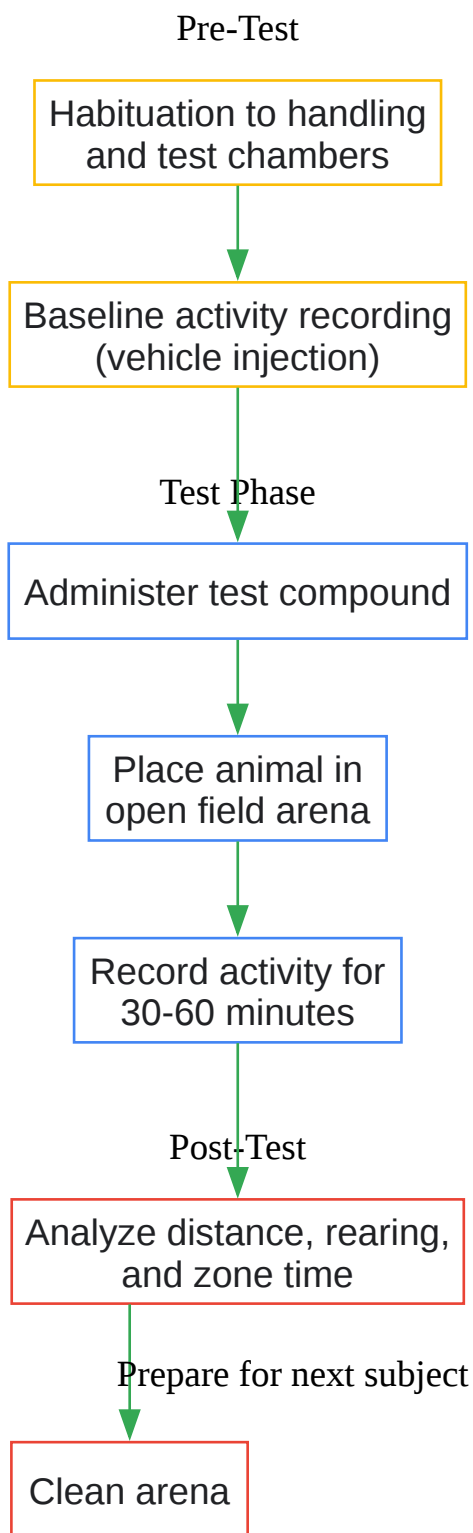 Pre-Test
Habituation to handling
and test chambers
Baseline activity recording
(vehicle injection)
Test Phase
Administer test compound
Place animal in
open field arena
Record activity for
30-60 minutes
Post-Test
Analyze distance, rearing,
and zone time
Prepare for next subject
Clean arena